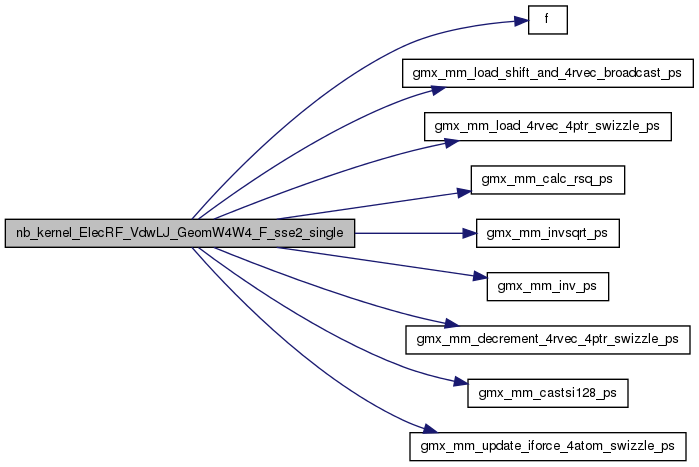 f
gmx_mm_load_shift_and_4rvec_broadcast_ps
gmx_mm_load_4rvec_4ptr_swizzle_ps
gmx_mm_calc_rsq_ps
nb_kernel_ElecRF_VdwLJ_GeomW4W4_F_sse2_single
gmx_mm_invsqrt_ps
gmx_mm_inv_ps
gmx_mm_decrement_4rvec_4ptr_swizzle_ps
gmx_mm_castsi128_ps
gmx_mm_update_iforce_4atom_swizzle_ps